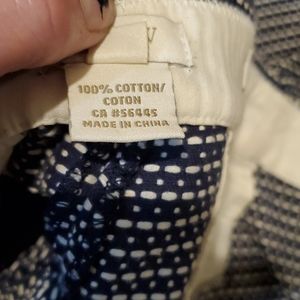 V
100% COTTON/
COTON
CA #56445
MADE IN CHINA